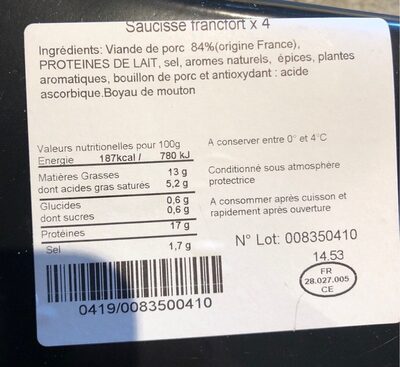 Saucisse francfort x 4
Ingrédients: Viande de porc 84%(origine France),
PROTEINES DE LAIT, sel, aromes naturels, épices, plantes
aromatiques, bouillon de porc et antioxydant : acide
ascorbique.Boyau de mouton
Valeurs nutritionelles pour 100g
Energie 187kcal / 780 kJ
Matières Grasses 13 g
dont acides gras saturés 5,2 g
Glucides 0,6 g
dont sucres 0,6 g
Protéines 17 g
Sel 1,7 g
A conserver entre 0° et 4°C
Conditionné sous atmosphère
protectrice
A consommer après cuisson et
rapidement après ouverture
N° Lot: 008350410
14.53
FR
28.027.005
CE
0419/0083500410